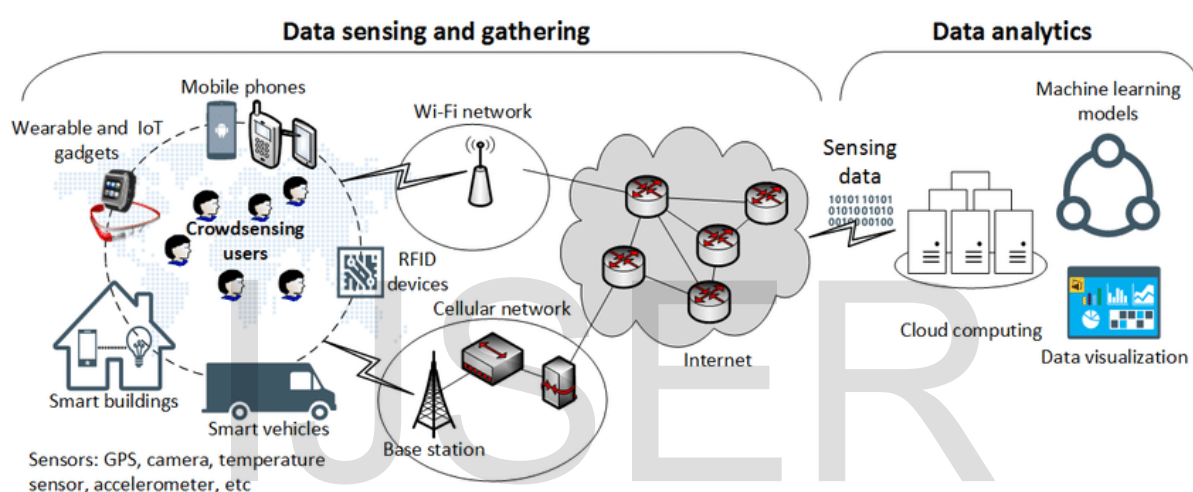 Data sensing and gathering
Data analytics
Mobile phones
Wearable and IoT
gadgets
Wi-Fi network
Machine learning
models
Sensing
data
10101 10101
0101001010
0010000100
Crowdsensing
users
RFID
devices
Cellular network
Internet
Cloud computing
Data visualization
Smart buildings
Smart vehicles
Base station
Sensors: GPS, camera, temperature
sensor, accelerometer, etc
IJSER